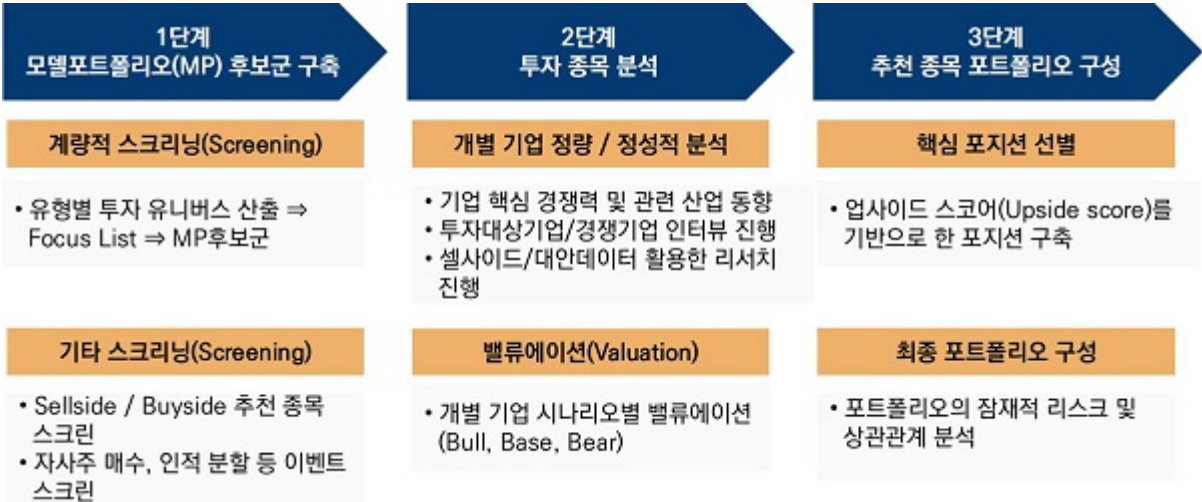 1단계
모델포트폴리오(MP) 후보군 구축
계량적 스크리닝(Screening)
• 유형별 투자 유니버스 산출 ⇒
Focus List ⇒ MP후보군
기타 스크리닝(Screening)
• Sellside / Buyside 추천 종목
스크린
• 자사주 매수, 인적 분할 등 이벤트
스크린
2단계
투자 종목 분석
개별 기업 정량 / 정성적 분석
• 기업 핵심 경쟁력 및 관련 산업 동향
• 투자대상기업/경쟁기업 인터뷰 진행
• 셀사이드/대안데이터 활용한 리서치
진행
밸류에이션(Valuation)
• 개별 기업 시나리오별 밸류에이션
(Bull, Base, Bear)
3단계
추천 종목 포트폴리오 구성
핵심 포지션 선별
• 업사이드 스코어(Upside score)를
기반으로 한 포지션 구축
최종 포트폴리오 구성
• 포트폴리오의 잠재적 리스크 및
상관관계 분석